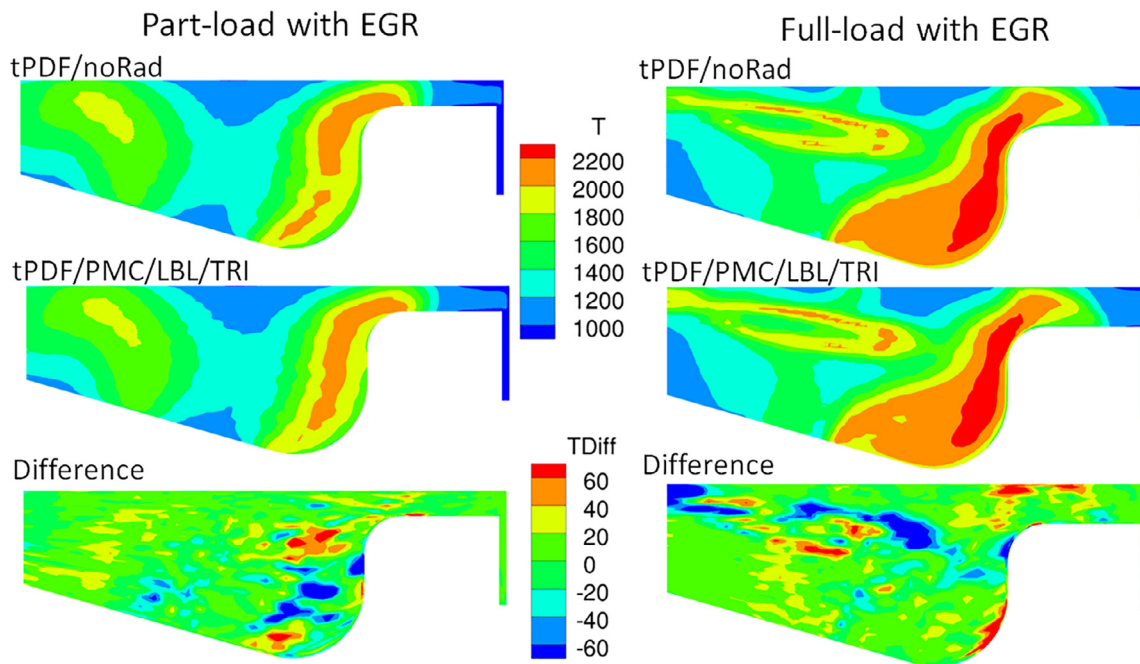 Part-load with EGR
Full-load with EGR
tPDF/noRad
tPDF/noRad
T
2200
2000
1800
1600
1400
1200
1000
tPDF/PMC/LBL/TRI
tPDF/PMC/LBL/TRI
Difference
Difference
TDiff
60
40
20
0
-20
-40
-60